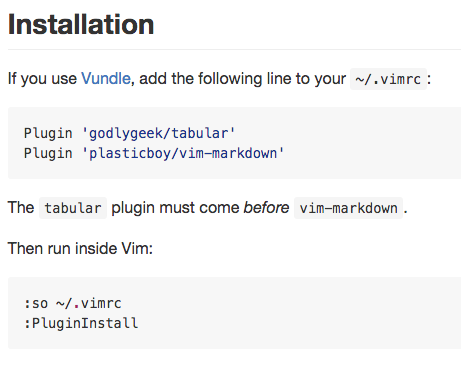 Installation
If you use Vundle, add the following line to your ~/.vimrc :
Plugin 'godlygeek/tabular'
Plugin 'plasticboy/vim-markdown'
The tabular plugin must come before vim-markdown .
Then run inside Vim:
:so ~/.vimrc
:PluginInstall